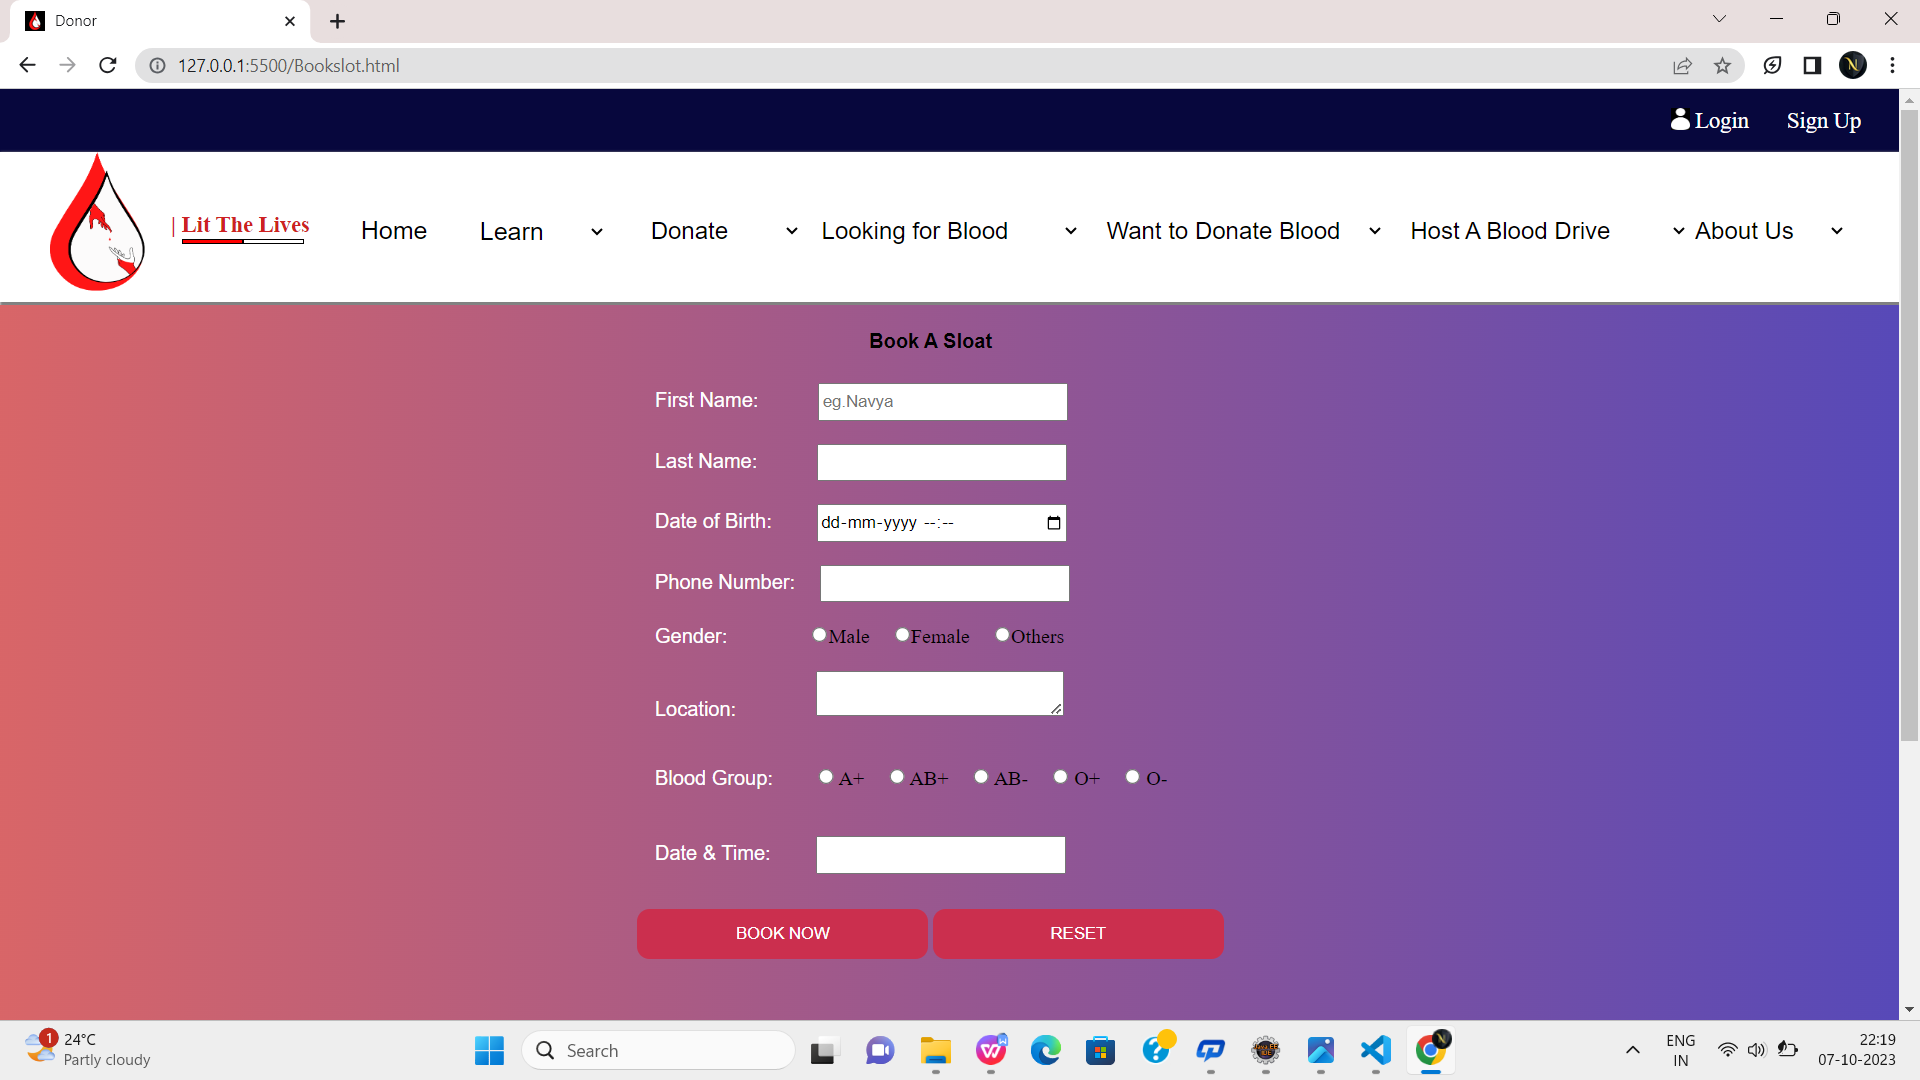 Donor
127.0.0.1:5500/Bookslot.html
N
Login Sign Up
| Lit The Lives Home Learn Donate Looking for Blood Want to Donate Blood Host A Blood Drive About Us
Book A Sloat
First Name: eg.Navya
Last Name:
Date of Birth: dd-mm-yyyy --:--
Phone Number:
Gender: Male Female Others
Location:
Blood Group: A+ AB+ AB- O+ O-
Date & Time:
BOOK NOW RESET
1 24°C
Partly cloudy
Search
ENG
IN
22:19
07-10-2023